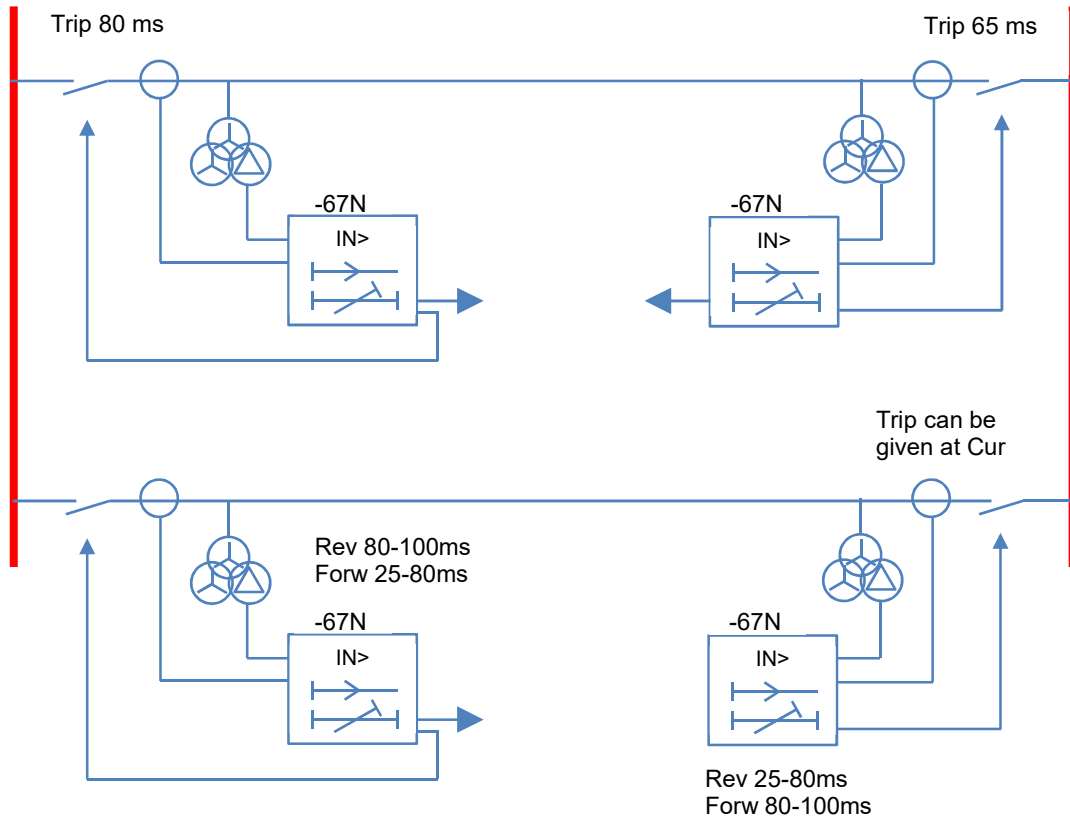 Trip 80 ms
Trip 65 ms
-67N
IN>
-67N
IN>
Trip can be
given at Cur
Rev 80-100ms
Forw 25-80ms
-67N
IN>
-67N
IN>
Rev 25-80ms
Forw 80-100ms